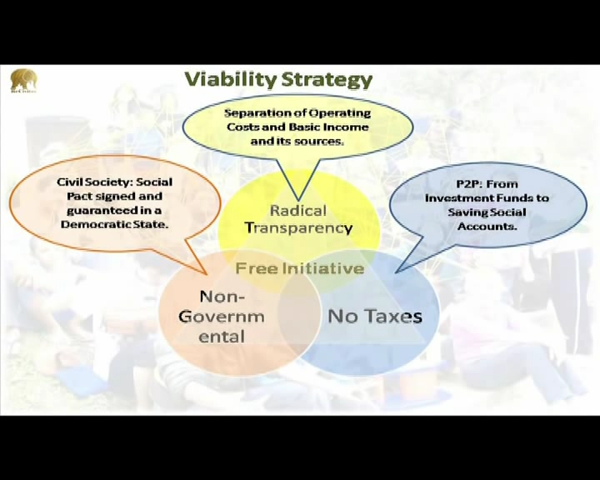 Viability Strategy
Separation of Operating
Costs and Basic Income
and its sources.
Civil Society: Social
Pact signed and
guaranteed in a
Democratic State.
P2P: From
Investment Funds to
Saving Social
Accounts.
Radical
Transparency
Free Initiative
Non-
Governm
ental
No Taxes